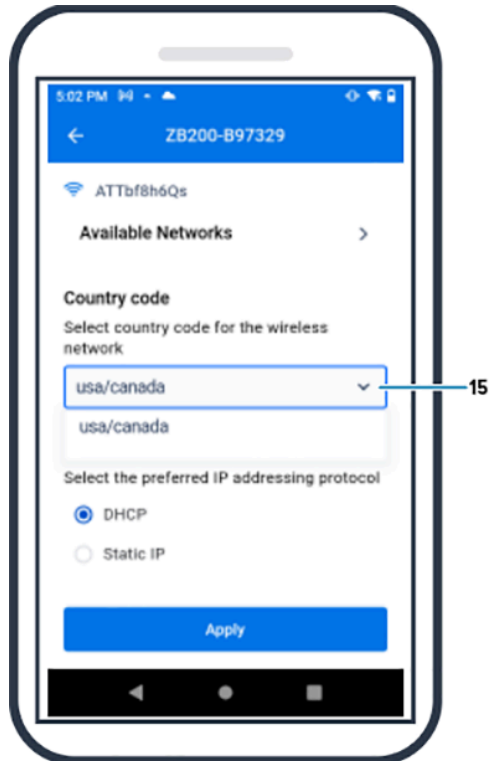 5:02 PM
ZB200-B97329
ATTbf8h6Qs
Available Networks
Country code
Select country code for the wireless
network
usa/canada
15
usa/canada
Select the preferred IP addressing protocol
DHCP
Static IP
Apply